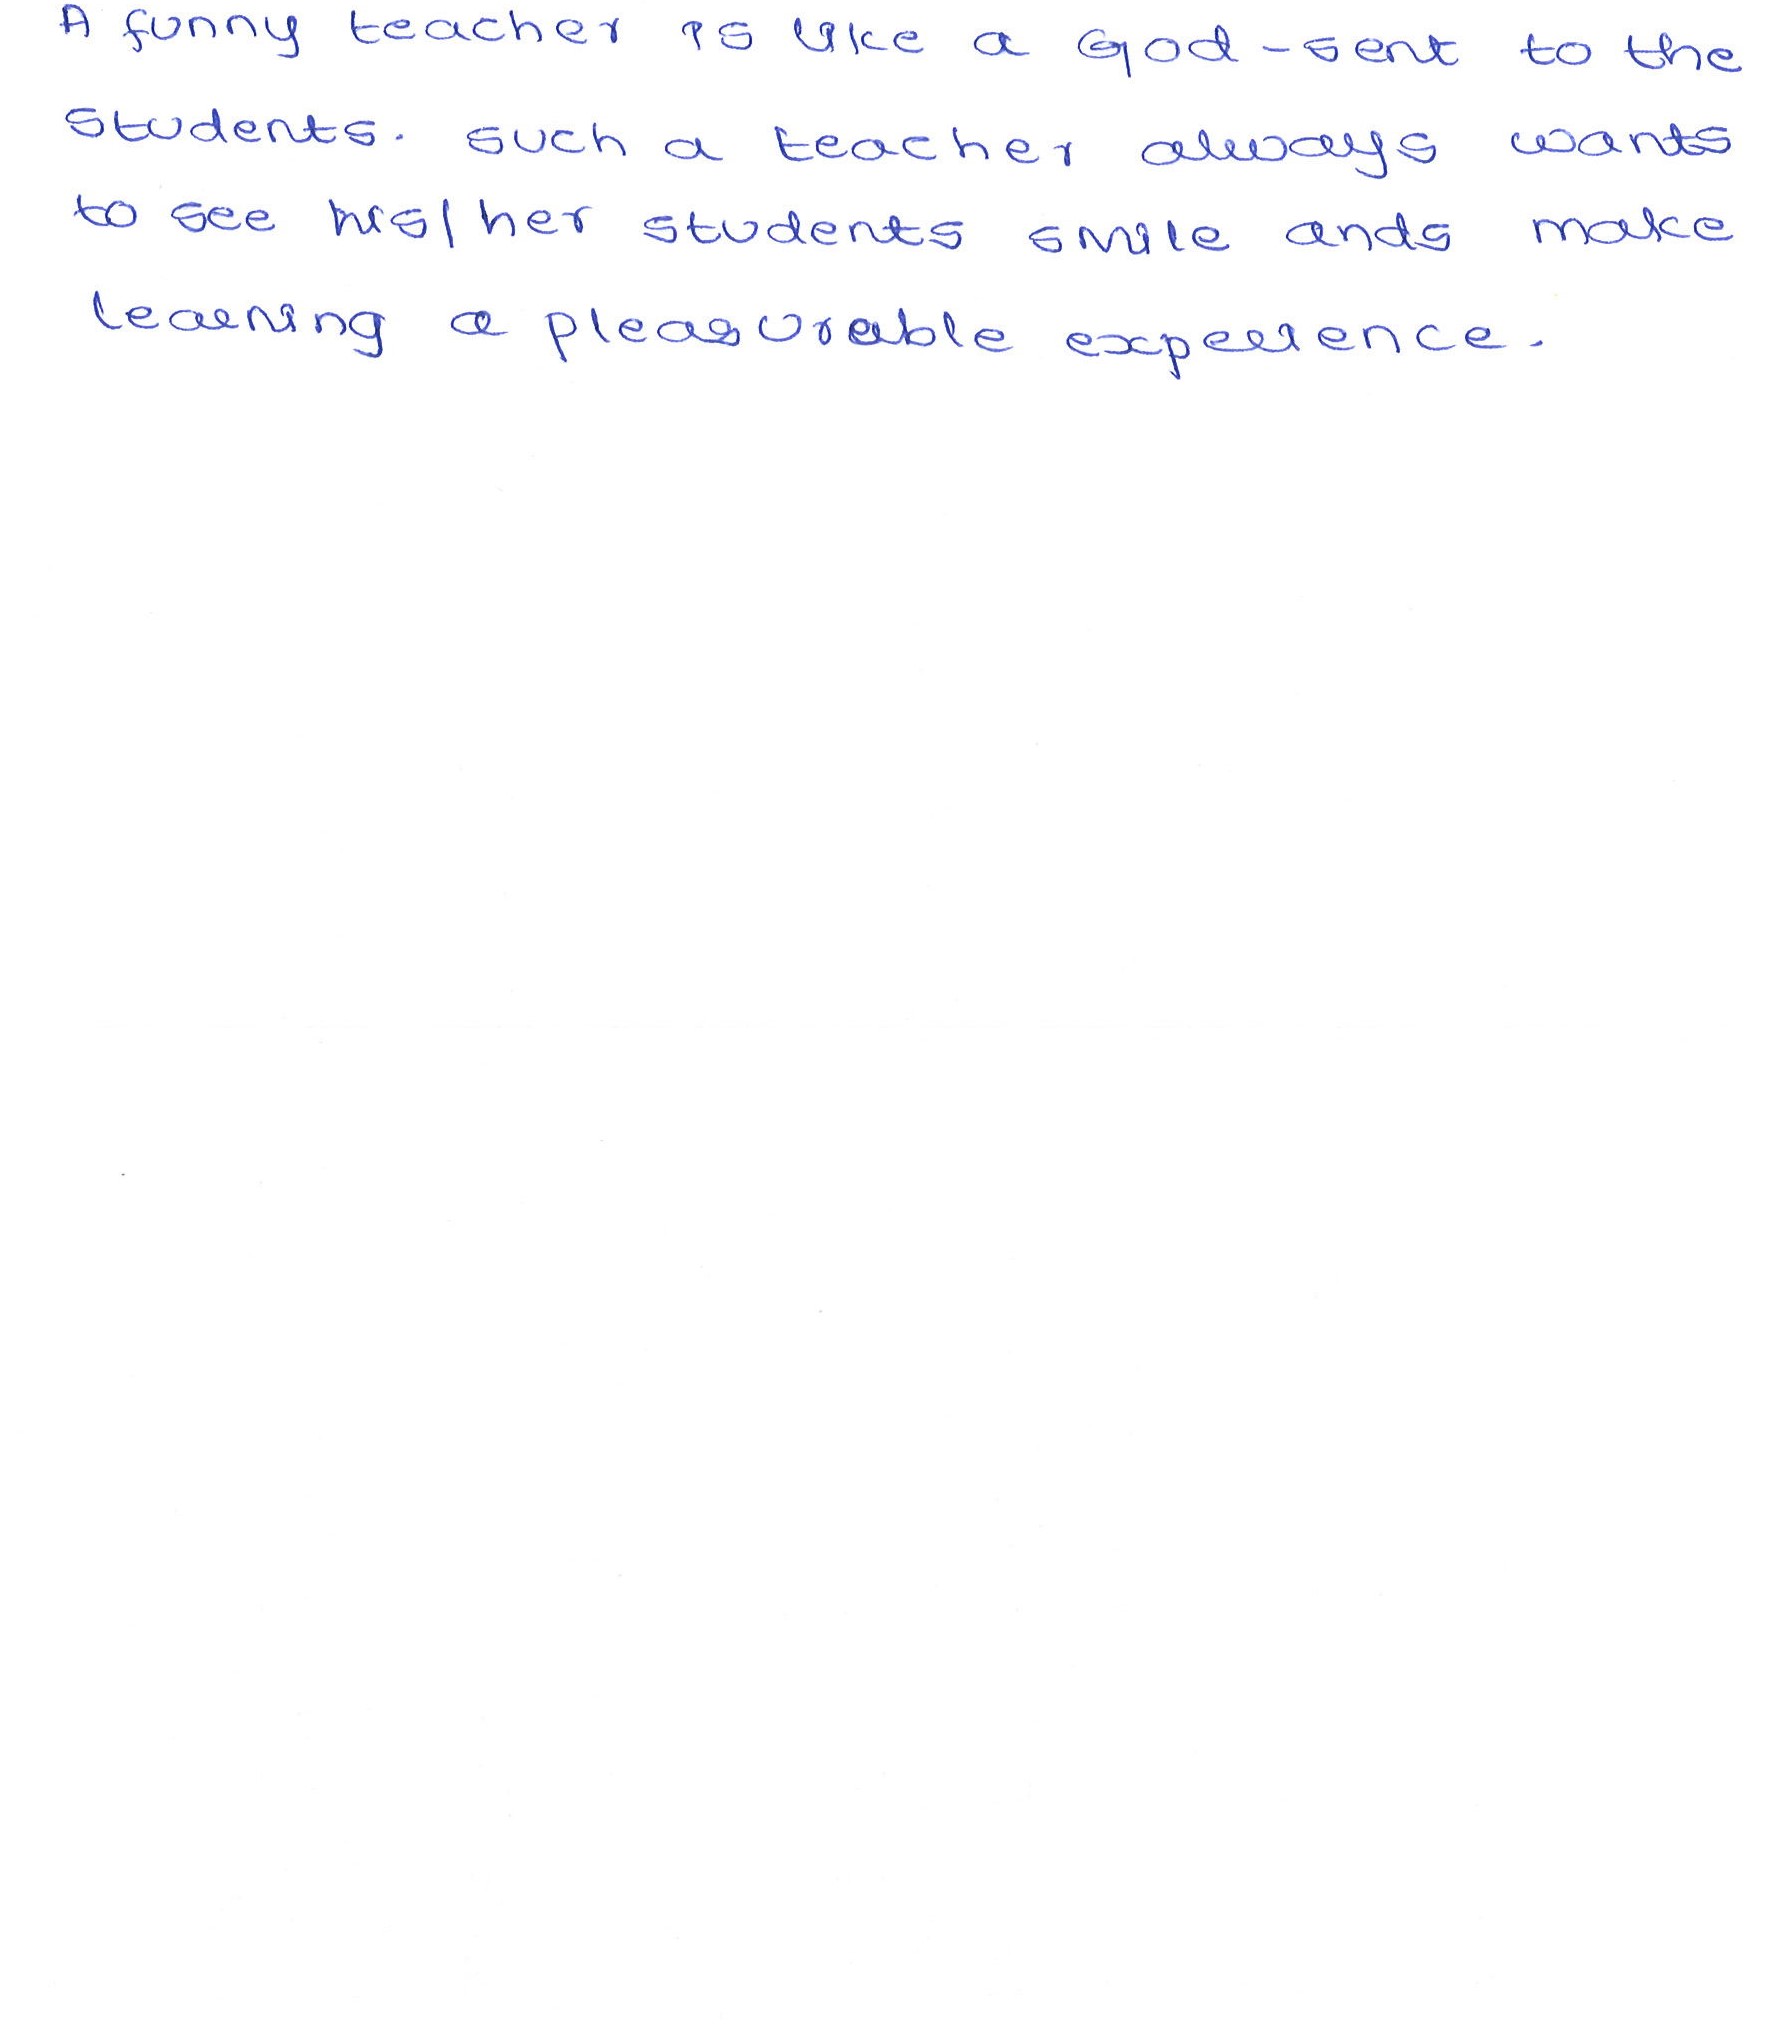 A funny teacher is like a God-sent to the
students. such a teacher always wants
to see his/her students smile ands make
learning a pleasurable experience.